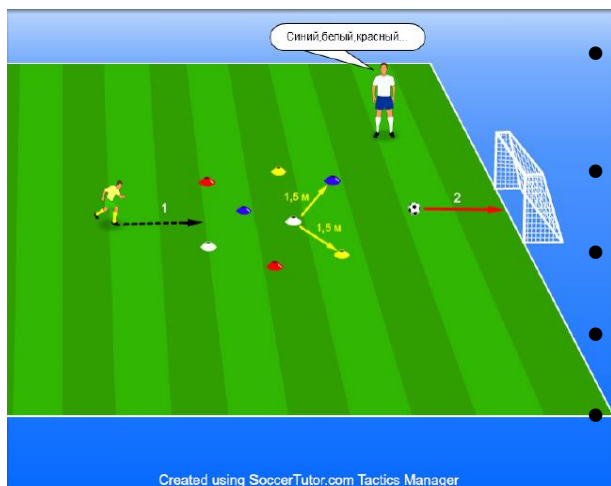 Синий,белый,красный...
1
1,5 м
1,5 м
2
Created using SoccerTutor.com Tactics Manager